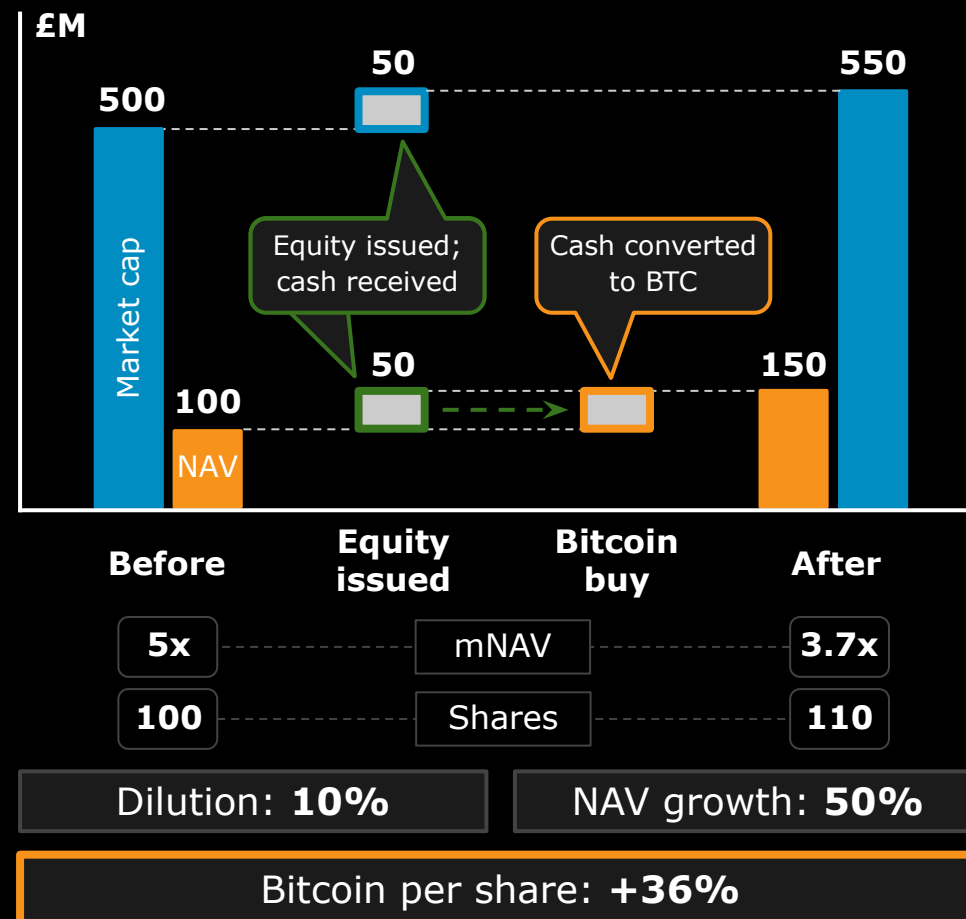 £M
500
50
550
Market cap
Equity issued;
cash received
Cash converted
to BTC
100
50
150
NAV
Before
Equity
issued
Bitcoin
buy
After
5x
mNAV
3.7x
100
Shares
110
Dilution: 10%
NAV growth: 50%
Bitcoin per share: +36%